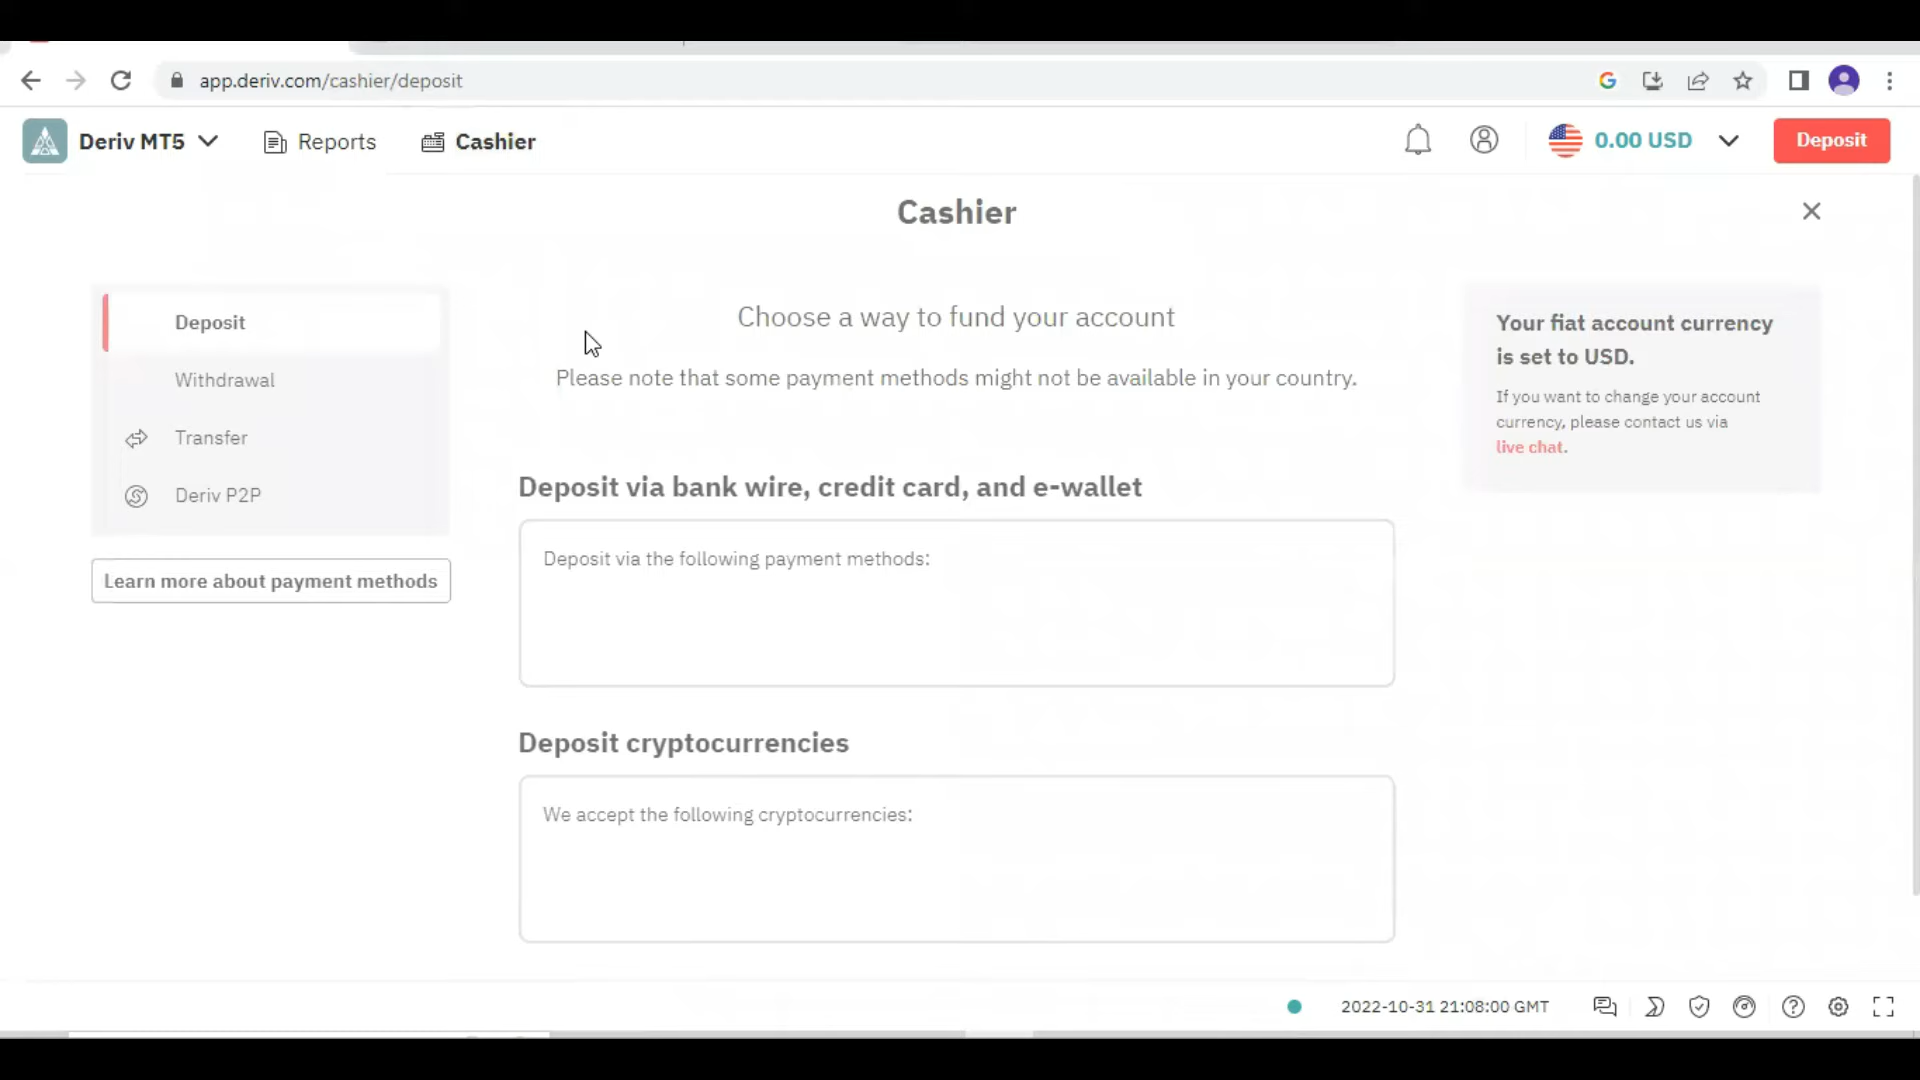 app.deriv.com/cashier/deposit
Deriv MT5
Reports
Cashier
0.00 USD
Deposit
Cashier
Deposit
Withdrawal
Transfer
Deriv P2P
Learn more about payment methods
Choose a way to fund your account
Please note that some payment methods might not be available in your country.
Deposit via bank wire, credit card, and e-wallet
Deposit via the following payment methods:
Deposit cryptocurrencies
We accept the following cryptocurrencies:
Your fiat account currency
is set to USD.
If you want to change your account
currency, please contact us via
live chat.
2022-10-31 21:08:00 GMT